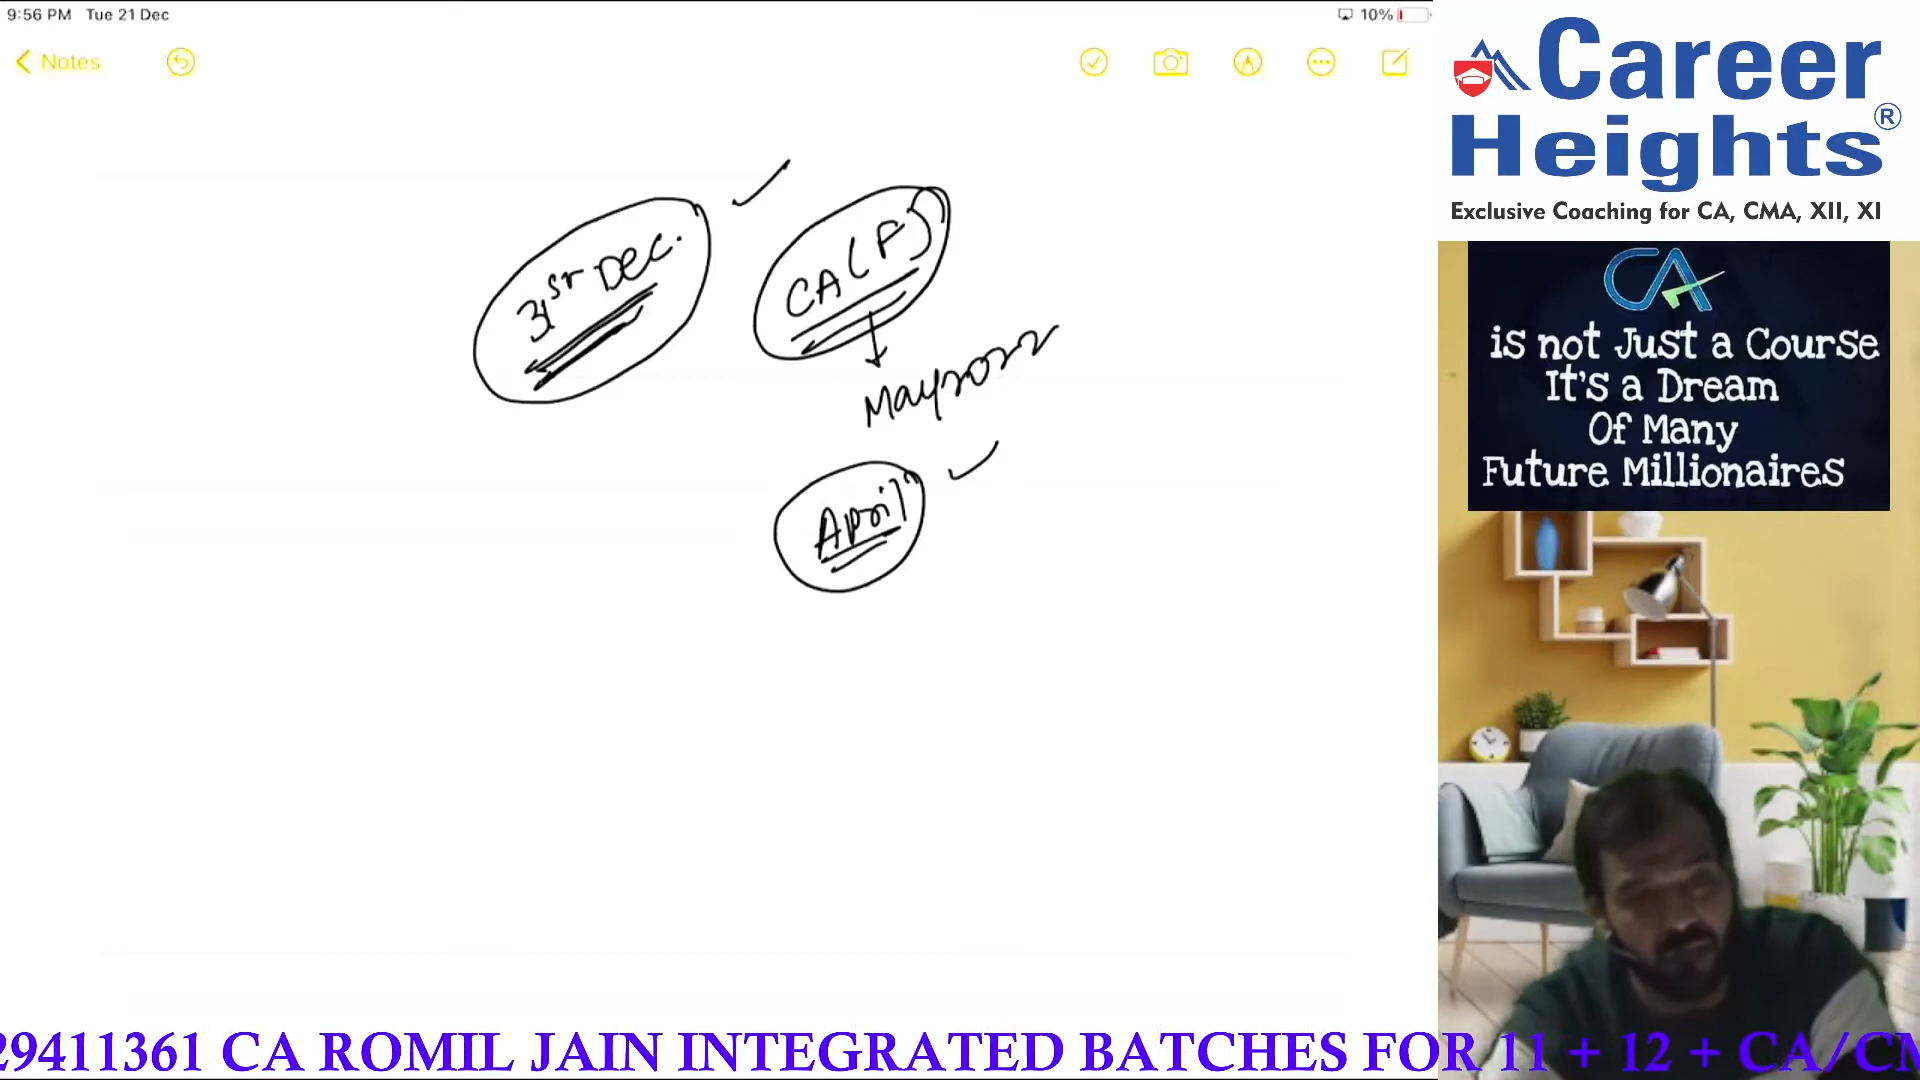 9:56 PM Tue 21 Dec
10%
Notes
31st DEC.
CA (F)
May 2022
April
Career
Heights®
Exclusive Coaching for CA, CMA, XII, XI
CA
is not Just a Course
It's a Dream
Of Many
Future Millionaires
29411361 CA ROMIL JAIN INTEGRATED BATCHES FOR 11 + 12 + CA/CM